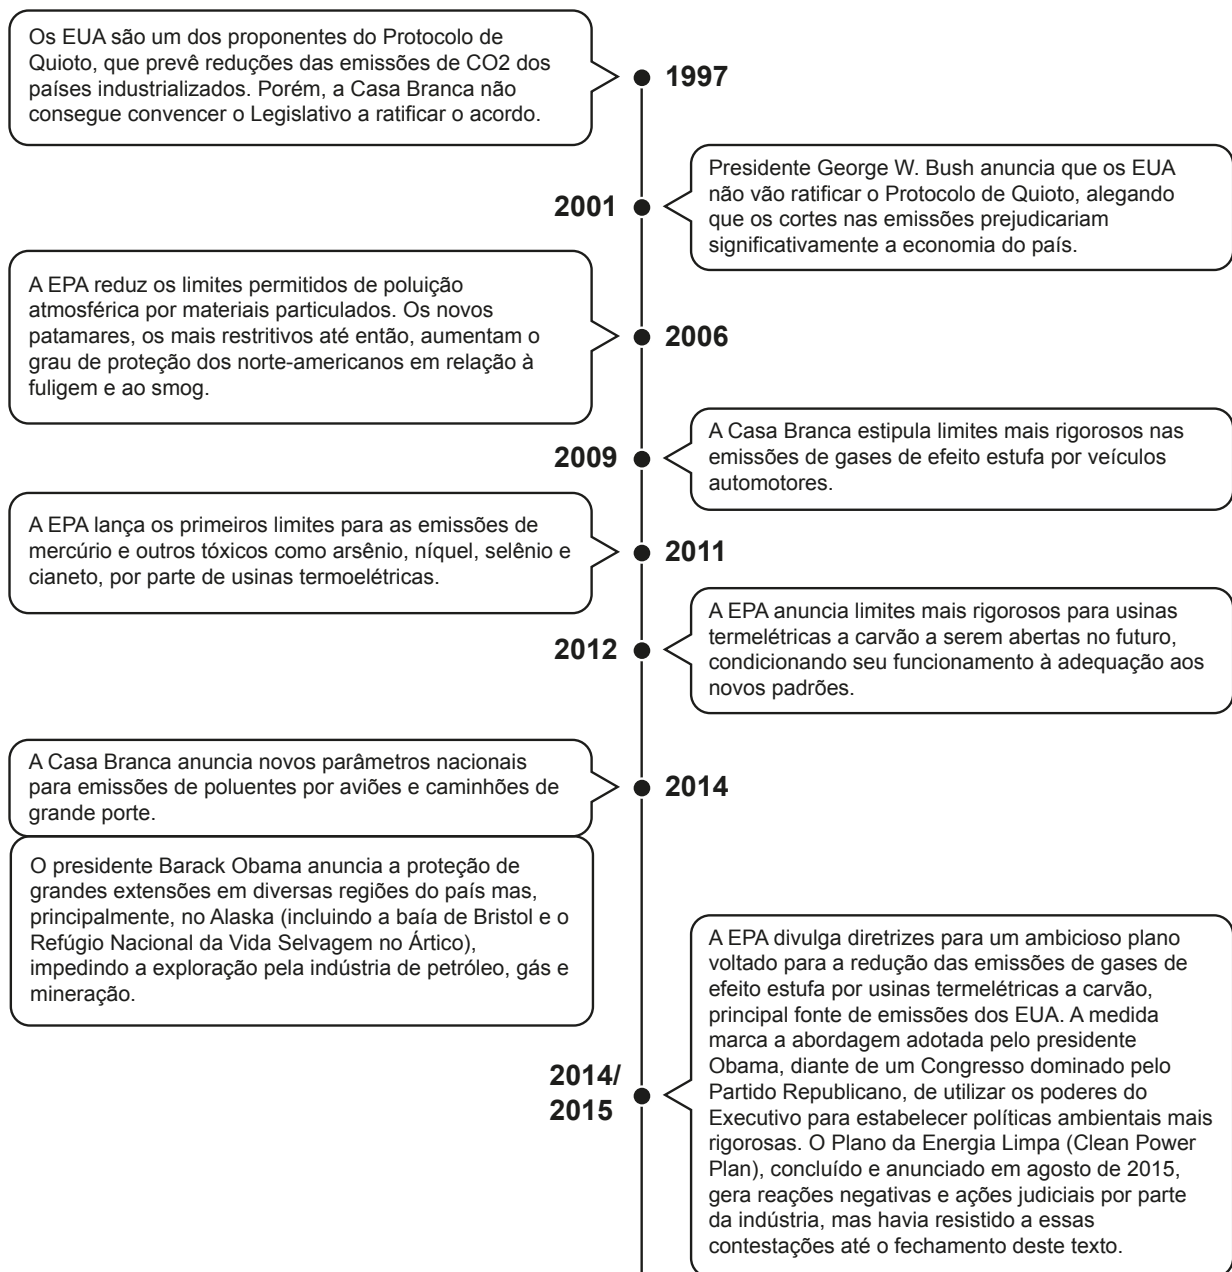 Os EUA são um dos proponentes do Protocolo de
Quioto, que prevê reduções das emissões de CO2 dos
países industrializados. Porém, a Casa Branca não
consegue convencer o Legislativo a ratificar o acordo.
1997
Presidente George W. Bush anuncia que os EUA
não vão ratificar o Protocolo de Quioto, alegando
que os cortes nas emissões prejudicariam
significativamente a economia do país.
2001
A EPA reduz os limites permitidos de poluição
atmosférica por materiais particulados. Os novos
patamares, os mais restritivos até então, aumentam o
grau de proteção dos norte-americanos em relação à
fuligem e ao smog.
2006
A Casa Branca estipula limites mais rigorosos nas
emissões de gases de efeito estufa por veículos
automotores.
2009
A EPA lança os primeiros limites para as emissões de
mercúrio e outros tóxicos como arsênio, níquel, selênio e
cianeto, por parte de usinas termoelétricas.
2011
A EPA anuncia limites mais rigorosos para usinas
termelétricas a carvão a serem abertas no futuro,
condicionando seu funcionamento à adequação aos
novos padrões.
2012
A Casa Branca anuncia novos parâmetros nacionais
para emissões de poluentes por aviões e caminhões de
grande porte.
2014
O presidente Barack Obama anuncia a proteção de
grandes extensões em diversas regiões do país mas,
principalmente, no Alaska (incluindo a baía de Bristol e o
Refúgio Nacional da Vida Selvagem no Ártico),
impedindo a exploração pela indústria de petróleo, gás e
mineração.
A EPA divulga diretrizes para um ambicioso plano
voltado para a redução das emissões de gases de
efeito estufa por usinas termelétricas a carvão,
principal fonte de emissões dos EUA. A medida
marca a abordagem adotada pelo presidente
Obama, diante de um Congresso dominado pelo
Partido Republicano, de utilizar os poderes do
Executivo para estabelecer políticas ambientais mais
rigorosas. O Plano da Energia Limpa (Clean Power
Plan), concluído e anunciado em agosto de 2015,
gera reações negativas e ações judiciais por parte
da indústria, mas havia resistido a essas
contestações até o fechamento deste texto.
2014/
2015